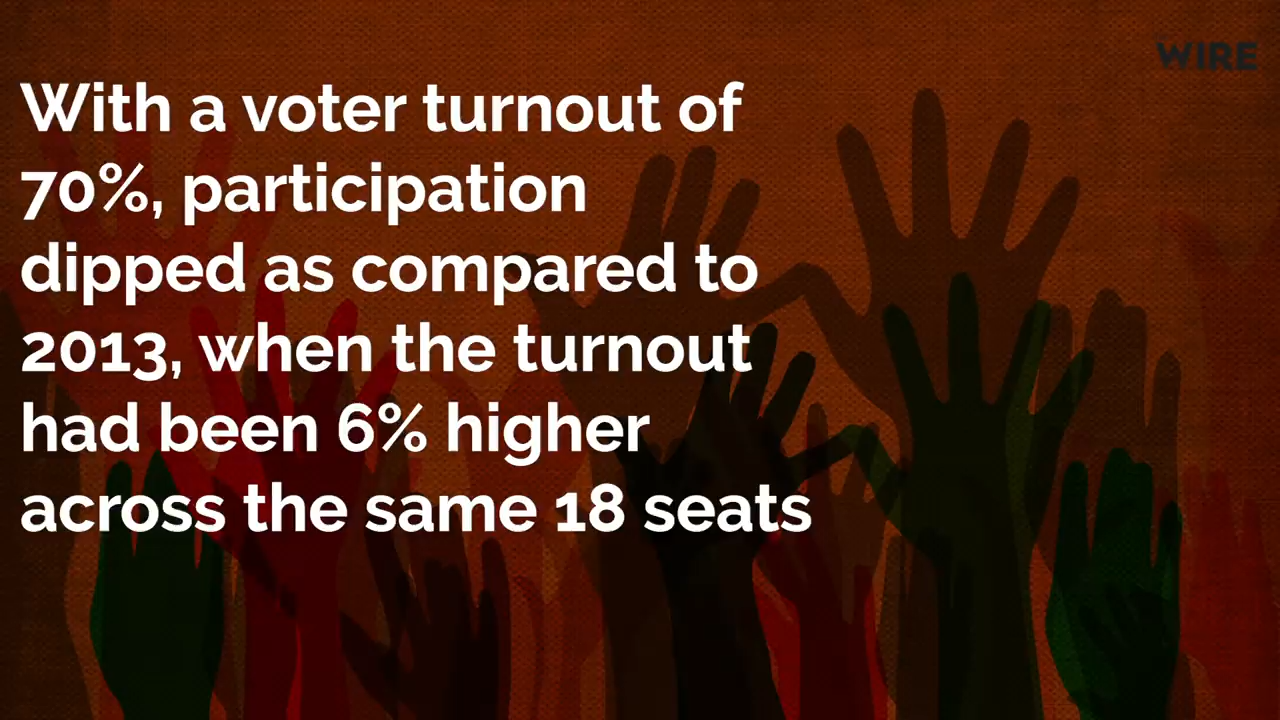 WIRE
With a voter turnout of
70%, participation
dipped as compared to
2013, when the turnout
had been 6% higher
across the same 18 seats